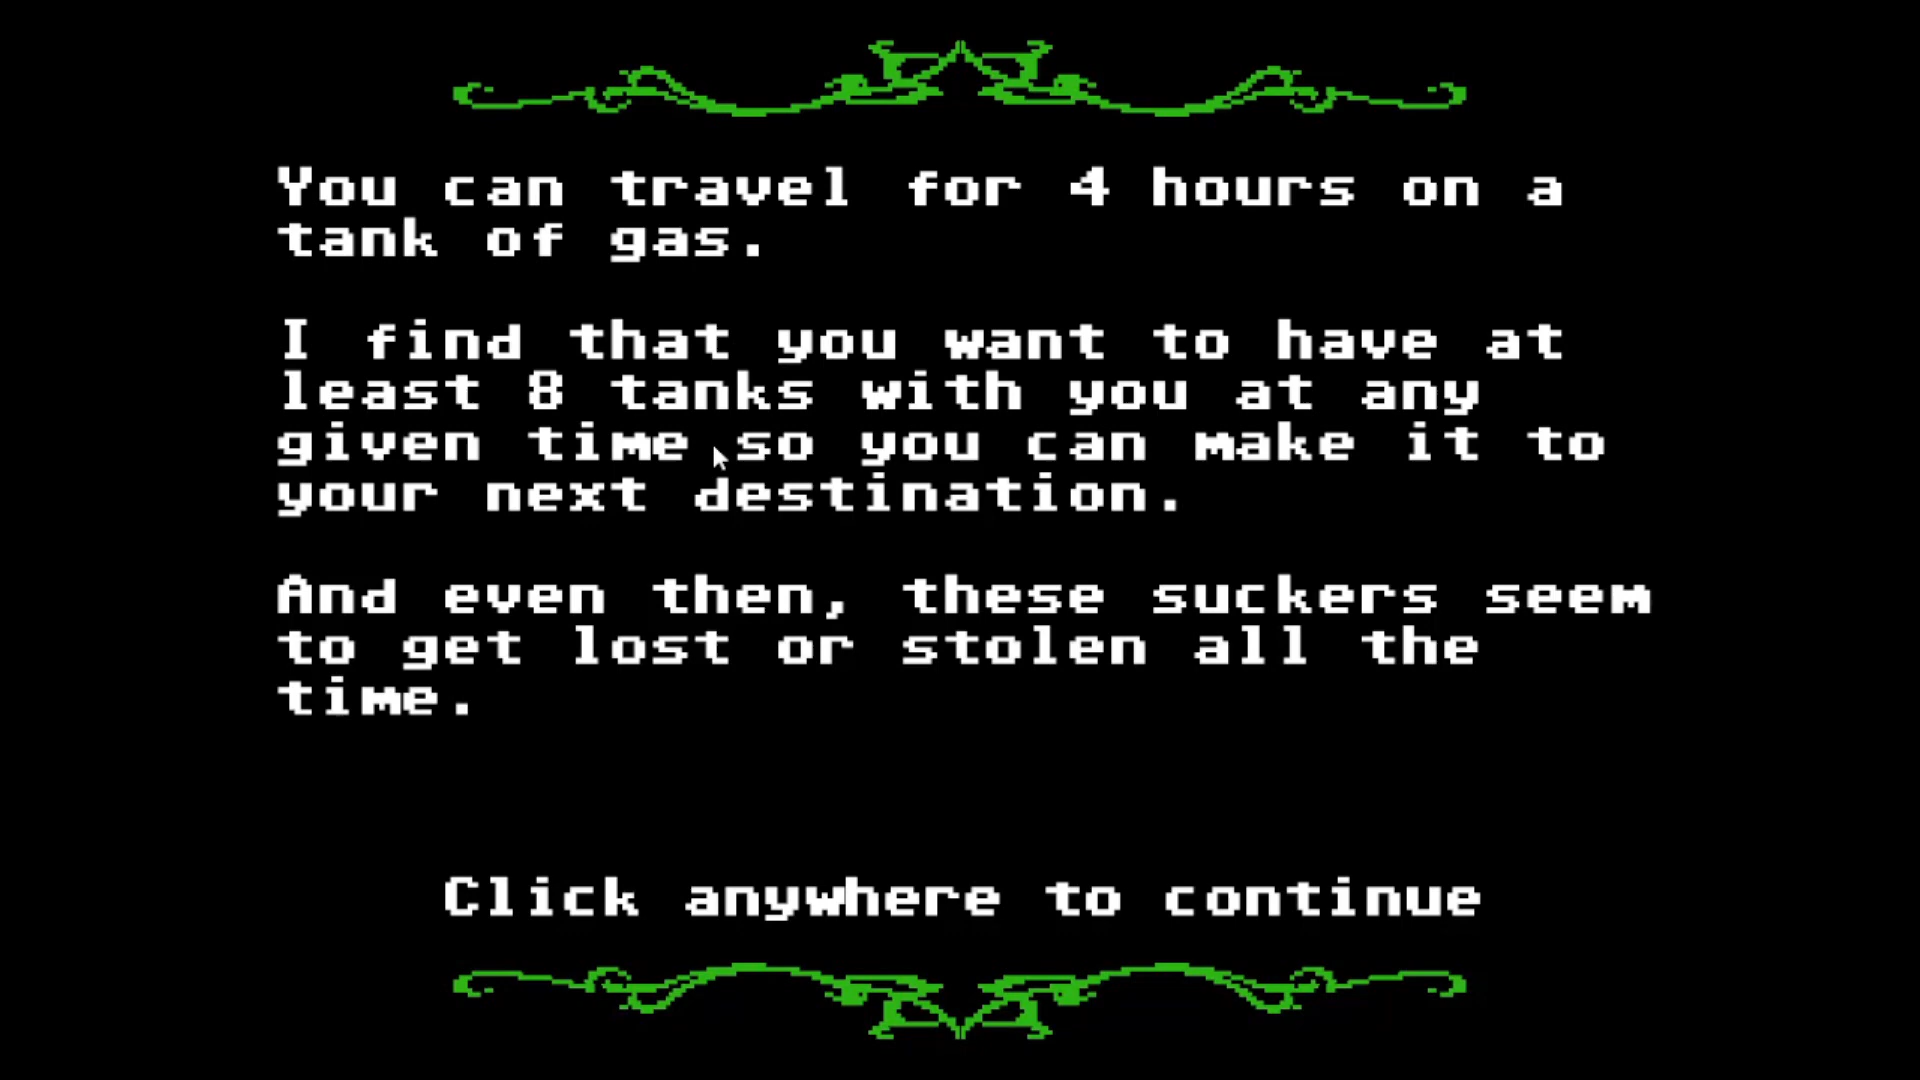 You can travel for 4 hours on a
tank of gas.
I find that you want to have at
least 8 tanks with you at any
given time so you can make it to
your next destination.
And even then, these suckers seem
to get lost or stolen all the
time.
Click anywhere to continue